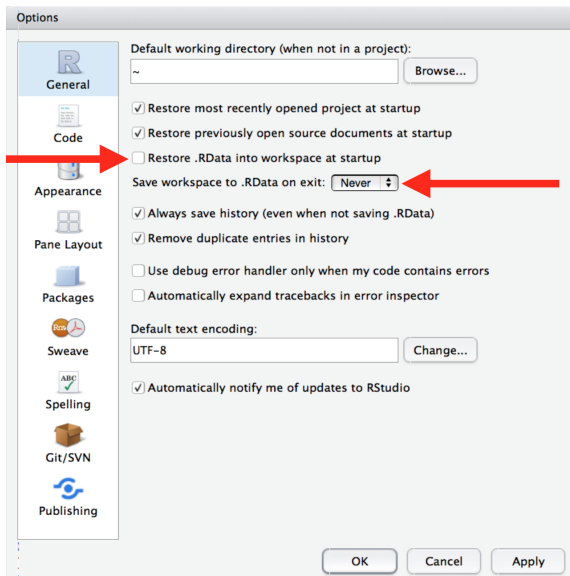 Options
General
Code
Appearance
Pane Layout
Packages
Sweave
Spelling
Git/SVN
Publishing
Default working directory (when not in a project):
~
Browse...
Restore most recently opened project at startup
Restore previously open source documents at startup
Restore .RData into workspace at startup
Save workspace to .RData on exit: Never
Always save history (even when not saving .RData)
Remove duplicate entries in history
Use debug error handler only when my code contains errors
Automatically expand tracebacks in error inspector
Default text encoding:
UTF-8
Change...
Automatically notify me of updates to RStudio
OK
Cancel
Apply